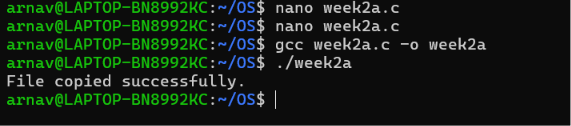 arnav@LAPTOP-BN8992KC:~/OS$ nano week2a.c
arnav@LAPTOP-BN8992KC:~/OS$ nano week2a.c
arnav@LAPTOP-BN8992KC:~/OS$ gcc week2a.c -o week2a
arnav@LAPTOP-BN8992KC:~/OS$ ./week2a
File copied successfully.
arnav@LAPTOP-BN8992KC:~/OS$